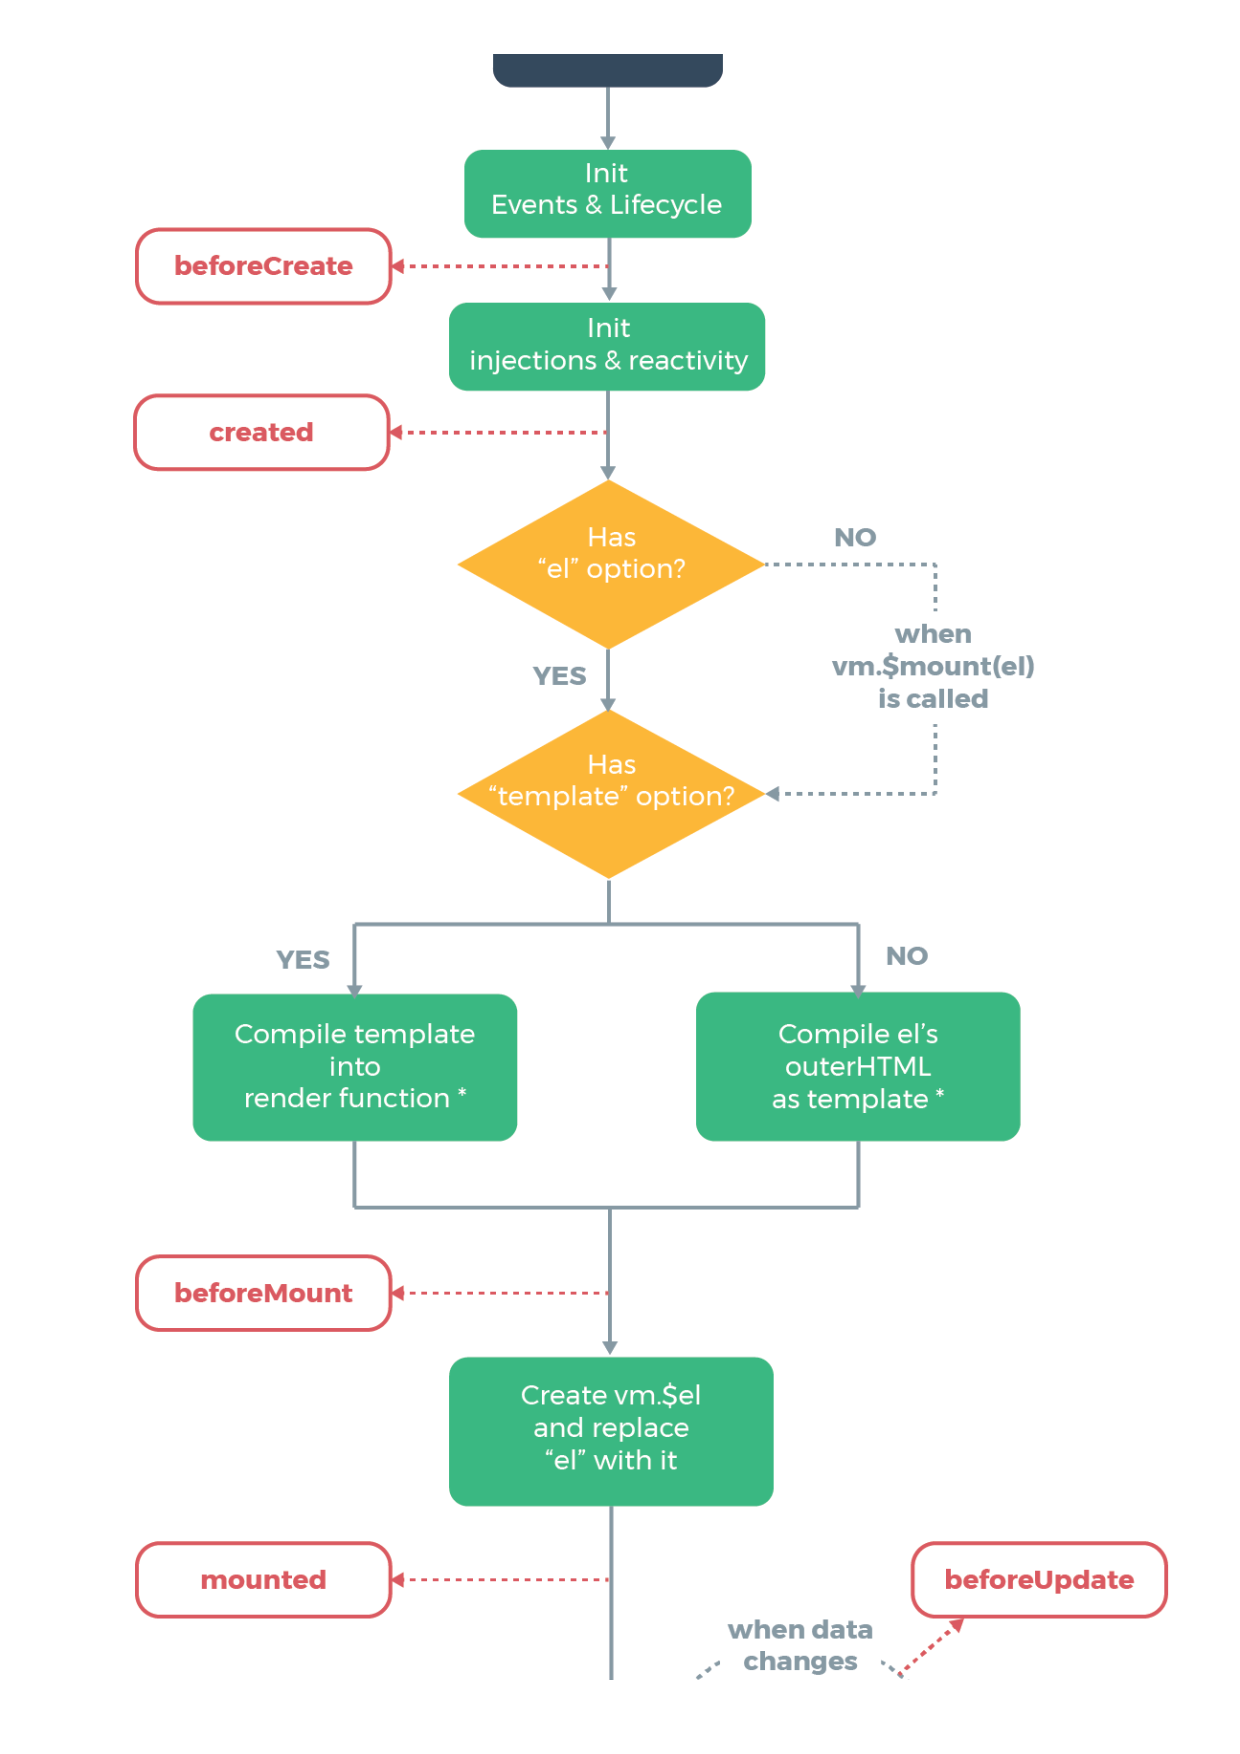 Init
Events & Lifecycle
beforeCreate
Init
injections & reactivity
created
Has
“el” option?
NO
when
vm.$mount(el)
is called
YES
Has
“template” option?
YES
NO
Compile template
into
render function *
Compile el’s
outerHTML
as template *
beforeMount
Create vm.$el
and replace
“el” with it
mounted
beforeUpdate
when data
changes